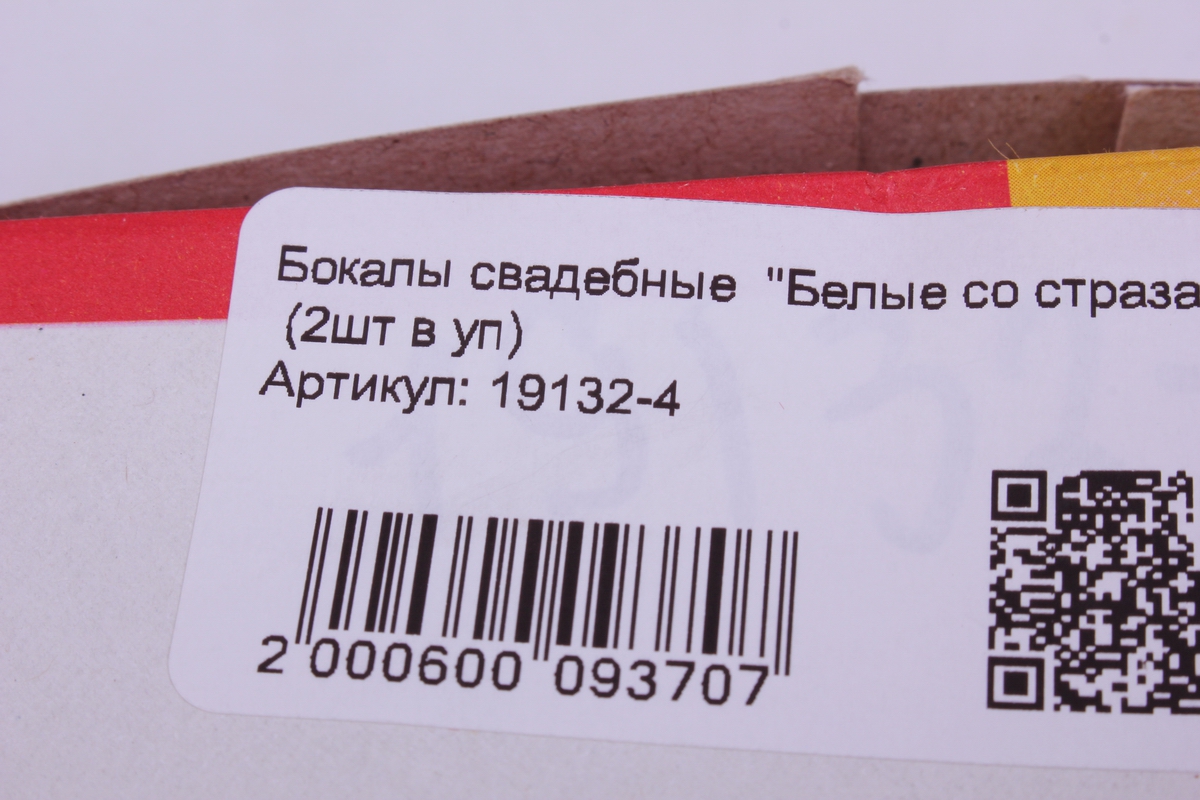 Бокалы свадебные "Белые со страза
(2шт в уп)
Артикул: 19132-4
2 000600 093707